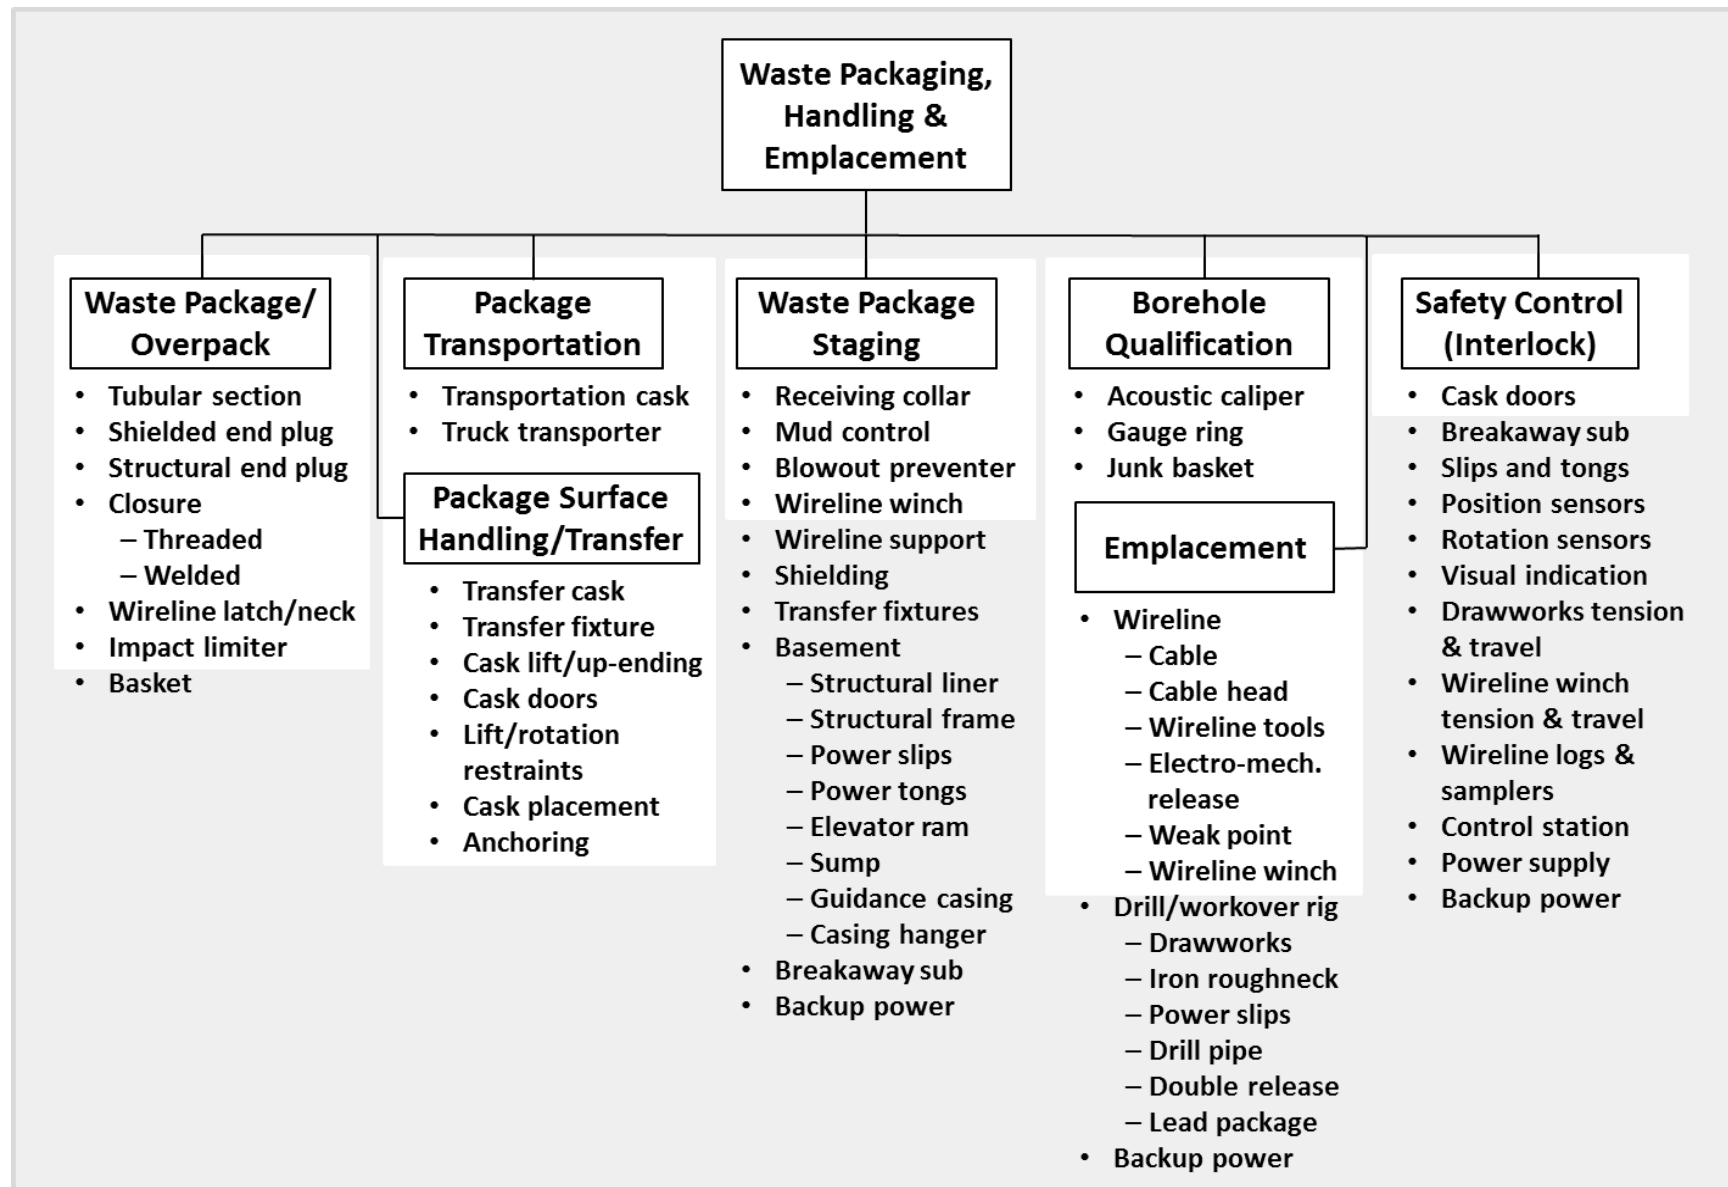 Waste Packaging,
Handling &
Emplacement
Waste Package/
Overpack
• Tubular section
• Shielded end plug
• Structural end plug
• Closure
– Threaded
– Welded
• Wireline latch/neck
• Impact limiter
• Basket
Package
Transportation
• Transportation cask
• Truck transporter
Package Surface
Handling/Transfer
• Transfer cask
• Transfer fixture
• Cask lift/up-ending
• Cask doors
• Lift/rotation
restraints
• Cask placement
• Anchoring
Waste Package
Staging
• Receiving collar
• Mud control
• Blowout preventer
• Wireline winch
• Wireline support
• Shielding
• Transfer fixtures
• Basement
– Structural liner
– Structural frame
– Power slips
– Power tongs
– Elevator ram
– Sump
– Guidance casing
– Casing hanger
• Breakaway sub
• Backup power
Borehole
Qualification
• Acoustic caliper
• Gauge ring
• Junk basket
Emplacement
• Wireline
– Cable
– Cable head
– Wireline tools
– Electro-mech.
release
– Weak point
– Wireline winch
• Drill/workover rig
– Drawworks
– Iron roughneck
– Power slips
– Drill pipe
– Double release
– Lead package
• Backup power
Safety Control
(Interlock)
• Cask doors
• Breakaway sub
• Slips and tongs
• Position sensors
• Rotation sensors
• Visual indication
• Drawworks tension
& travel
• Wireline winch
tension & travel
• Wireline logs &
samplers
• Control station
• Power supply
• Backup power